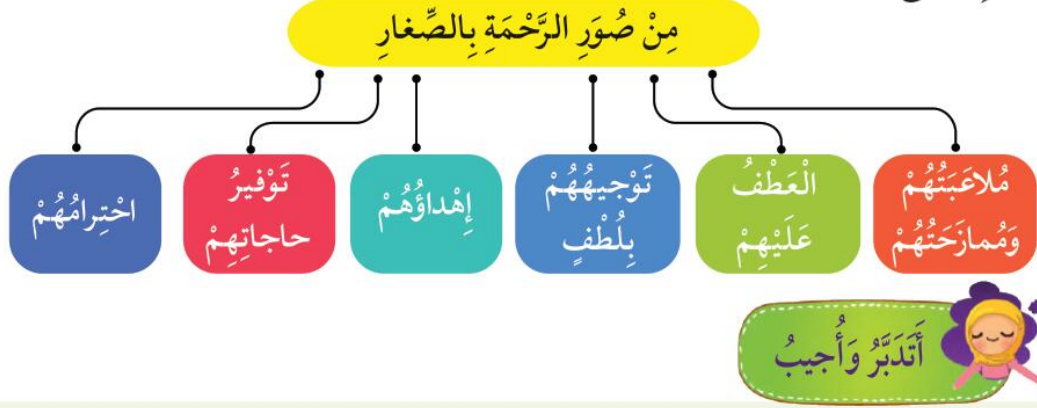 مِنْ صُوَرِ الرَّحْمَةِ بِالصِّغارِ
مُلاعَبَتُهُمْ
وَمُمازَحَتُهُمْ
الْعَطْفُ
عَلَيْهِمْ
تَوْجيهُهُمْ
بِلُطْفٍ
إِهْداؤُهُمْ
تَوْفيرُ
حاجاتِهِمْ
احْتِرامُهُمْ
أَتَدَبَّرُ وَأُجيبُ